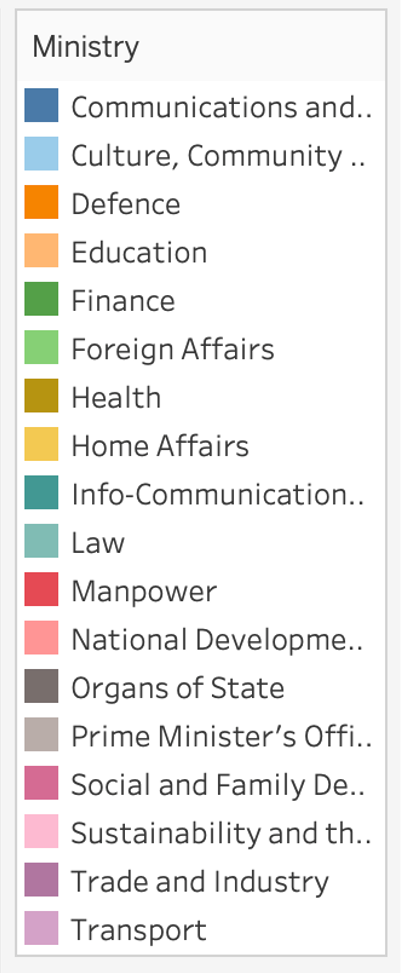 Ministry
Communications and..
Culture, Community ..
Defence
Education
Finance
Foreign Affairs
Health
Home Affairs
Info-Communication..
Law
Manpower
National Developme..
Organs of State
Prime Minister’s Offi..
Social and Family De..
Sustainability and th..
Trade and Industry
Transport